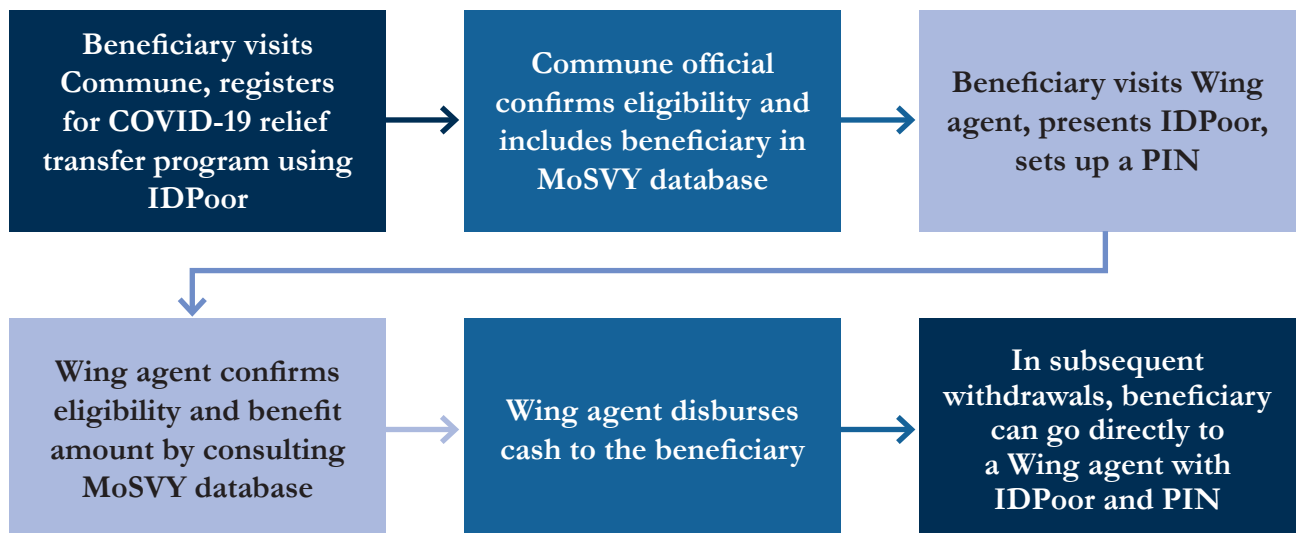 Beneficiary visits
Commune, registers
for COVID-19 relief
transfer program using
IDPoor
Commune official
confirms eligibility and
includes beneficiary in
MoSVY database
Beneficiary visits Wing
agent, presents IDPoor,
sets up a PIN
Wing agent confirms
eligibility and benefit
amount by consulting
MoSVY database
Wing agent disburses
cash to the beneficiary
In subsequent
withdrawals, beneficiary
can go directly to
a Wing agent with
IDPoor and PIN